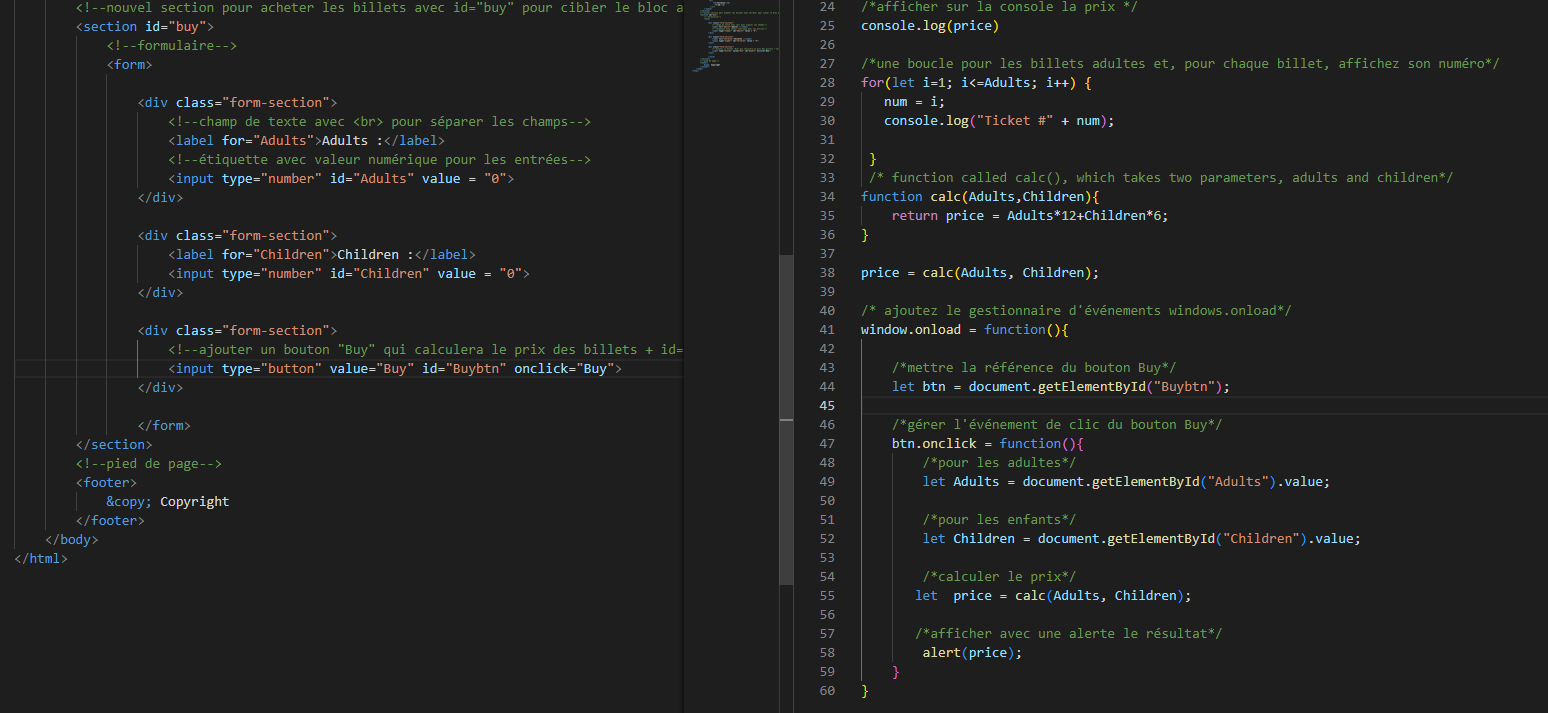 <!--nouvel section pour acheter les billets avec id="buy" pour cibler le bloc a
<section id="buy">
<!--formulaire-->
<form>
<div class="form-section">
<!--champ de texte avec <br> pour séparer les champs-->
<label for="Adults">Adults :</label>
<!--étiquette avec valeur numérique pour les entrées-->
<input type="number" id="Adults" value = "0">
</div>
<div class="form-section">
<label for="Children">Children :</label>
<input type="number" id="Children" value = "0">
</div>
<div class="form-section">
<!--ajouter un bouton "Buy" qui calculera le prix des billets + id=
<input type="button" value="Buy" id="Buybtn" onclick="Buy">
</div>
</form>
</section>
<!--pied de page-->
<footer>
&copy; Copyright
</footer>
</body>
</html>
24 /*afficher sur la console la prix */
25 console.log(price)
26
27 /*une boucle pour les billets adultes et, pour chaque billet, affichez son numéro*/
28 for(let i=1; i<=Adults; i++) {
29 num = i;
30 console.log("Ticket #" + num);
31
32 }
33 /* function called calc(), which takes two parameters, adults and children*/
34 function calc(Adults,Children){
35 return price = Adults*12+Children*6;
36 }
37
38 price = calc(Adults, Children);
39
40 /* ajoutez le gestionnaire d'événements windows.onload*/
41 window.onload = function(){
42
43 /*mettre la référence du bouton Buy*/
44 let btn = document.getElementById("Buybtn");
45
46 /*gérer l'événement de clic du bouton Buy*/
47 btn.onclick = function(){
48 /*pour les adultes*/
49 let Adults = document.getElementById("Adults").value;
50
51 /*pour les enfants*/
52 let Children = document.getElementById("Children").value;
53
54 /*calculer le prix*/
55 let  price = calc(Adults, Children);
56
57 /*afficher avec une alerte le résultat*/
58 alert(price);
59 }
60 }